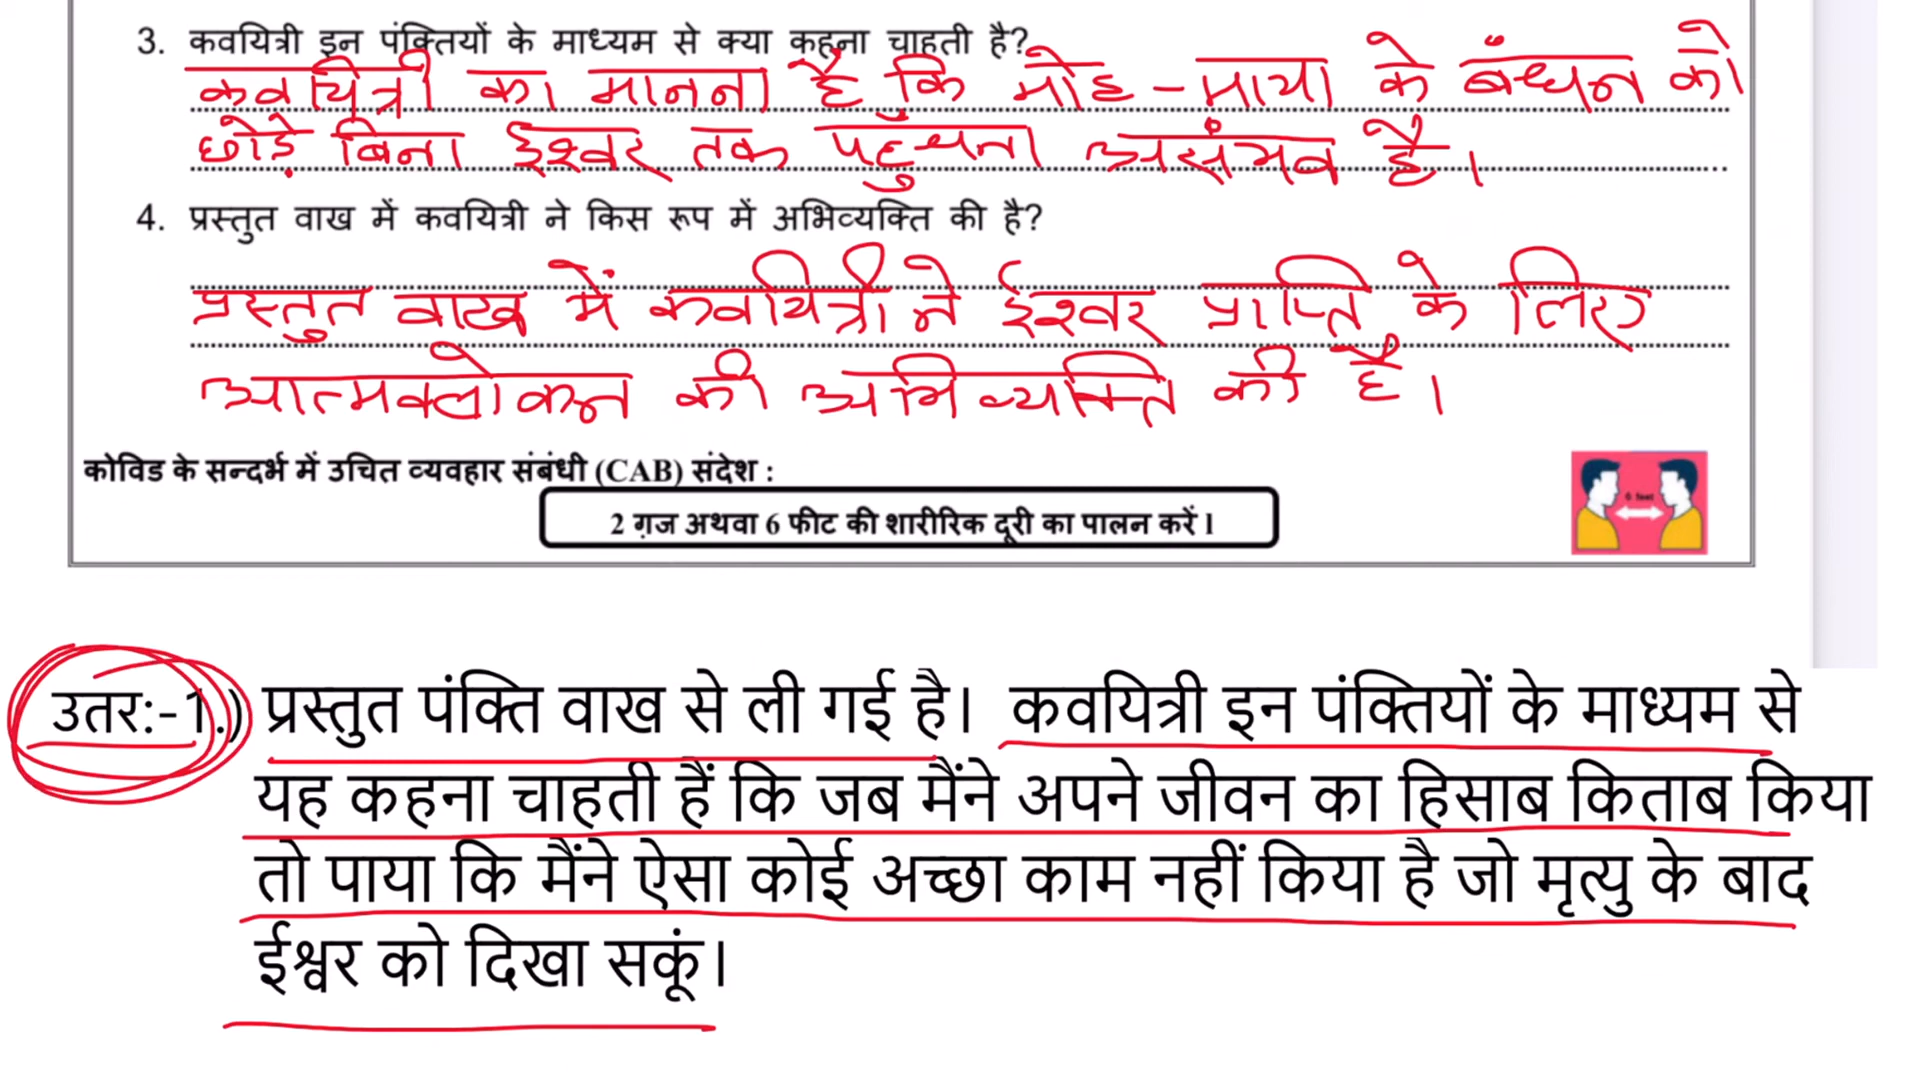 3. कवयित्री इन पंक्तियों के माध्यम से क्या कहना चाहती है?
कवयित्री का मानना है कि मोह-माया के बंधन को
छोड़े बिना ईश्वर तक पहुँचना असंभव है।
4. प्रस्तुत वाख में कवयित्री ने किस रूप में अभिव्यक्ति की है?
प्रस्तुत वाख में कवयित्री ने ईश्वर प्राप्ति के लिए
आत्मवलोकन की अभिव्यक्ति की है।
कोविड के सन्दर्भ में उचित व्यवहार संबंधी (CAB) संदेश :
6 feet
2 ग़ज अथवा 6 फीट की शारीरिक दूरी का पालन करें l
उतर:-1.) प्रस्तुत पंक्ति वाख से ली गई है। कवयित्री इन पंक्तियों के माध्यम से
यह कहना चाहती हैं कि जब मैंने अपने जीवन का हिसाब किताब किया
तो पाया कि मैंने ऐसा कोई अच्छा काम नहीं किया है जो मृत्यु के बाद
ईश्वर को दिखा सकूं।